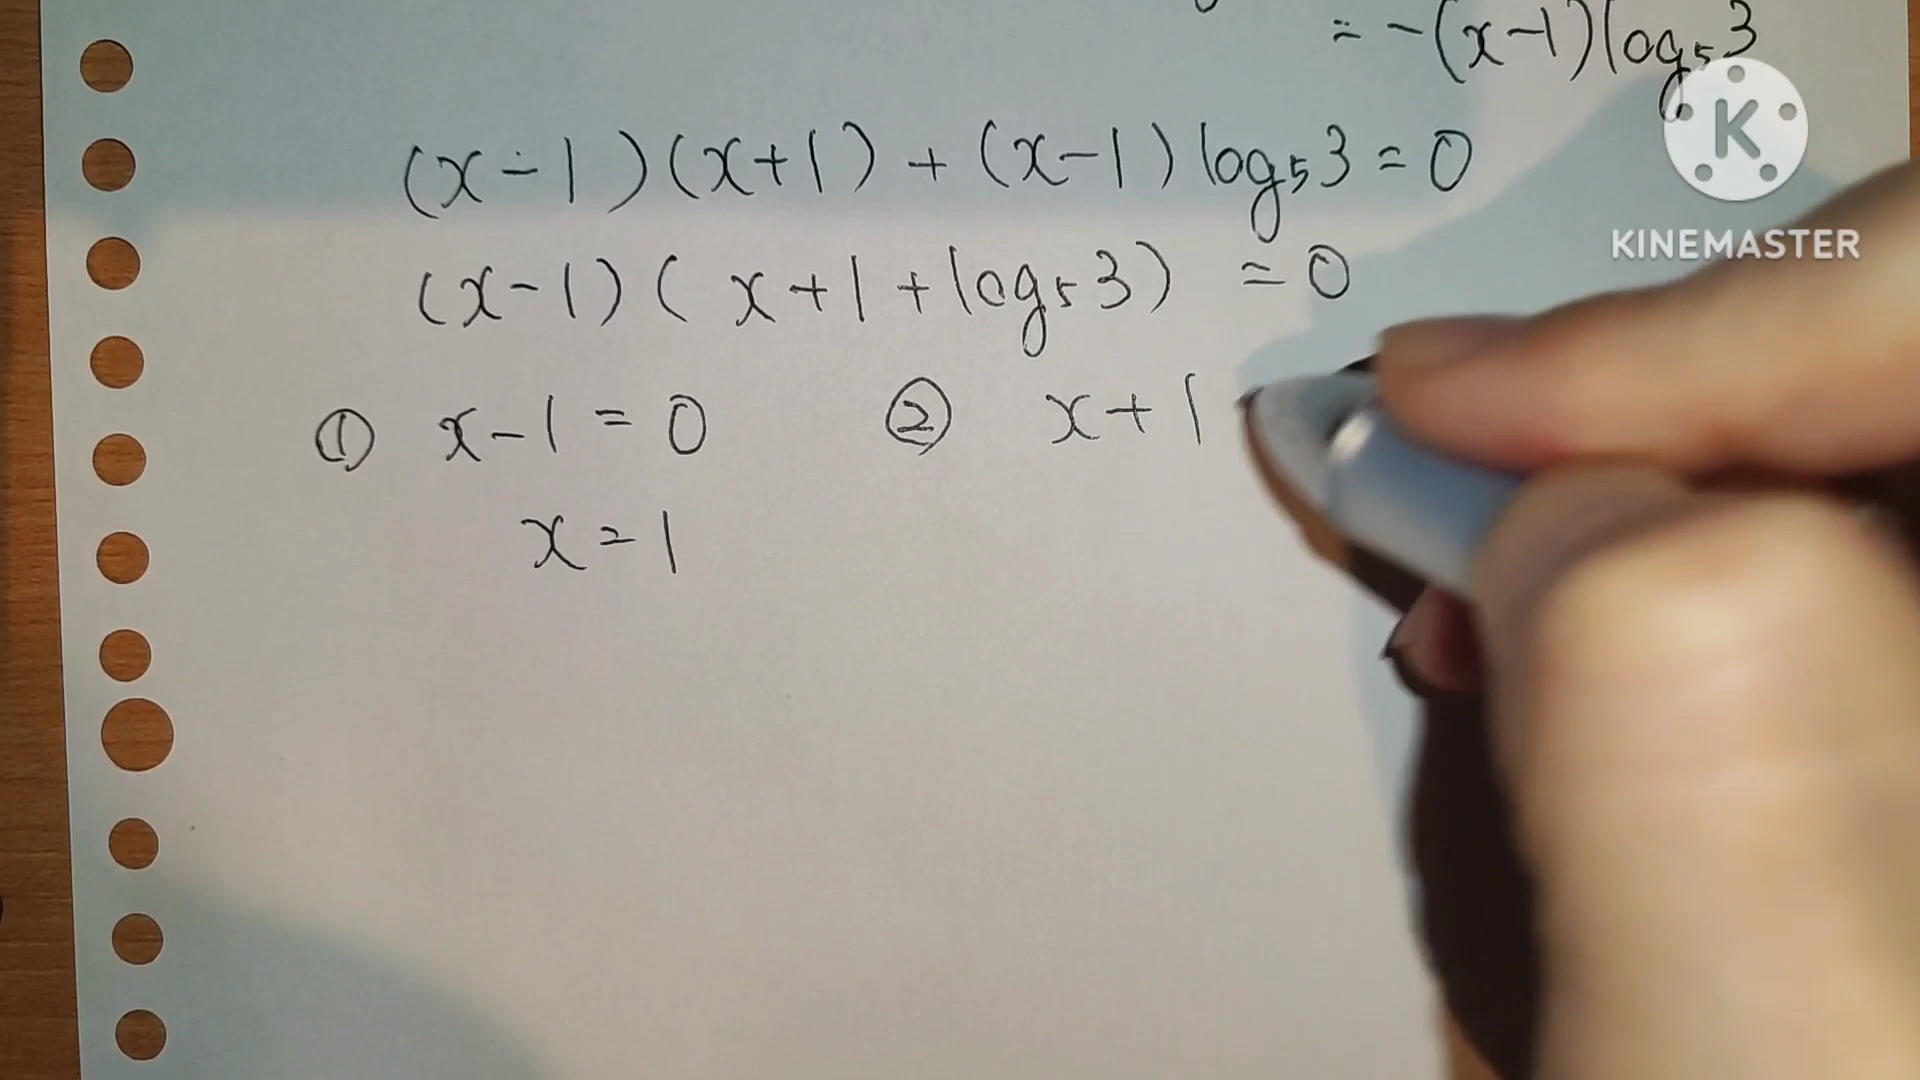 = -(x-1)log₅3
(x-1)(x+1) + (x-1)log₅3 = 0
(x-1)(x+1+log₅3) = 0
① x-1 = 0 ② x+1
x = 1
K
KINEMASTER